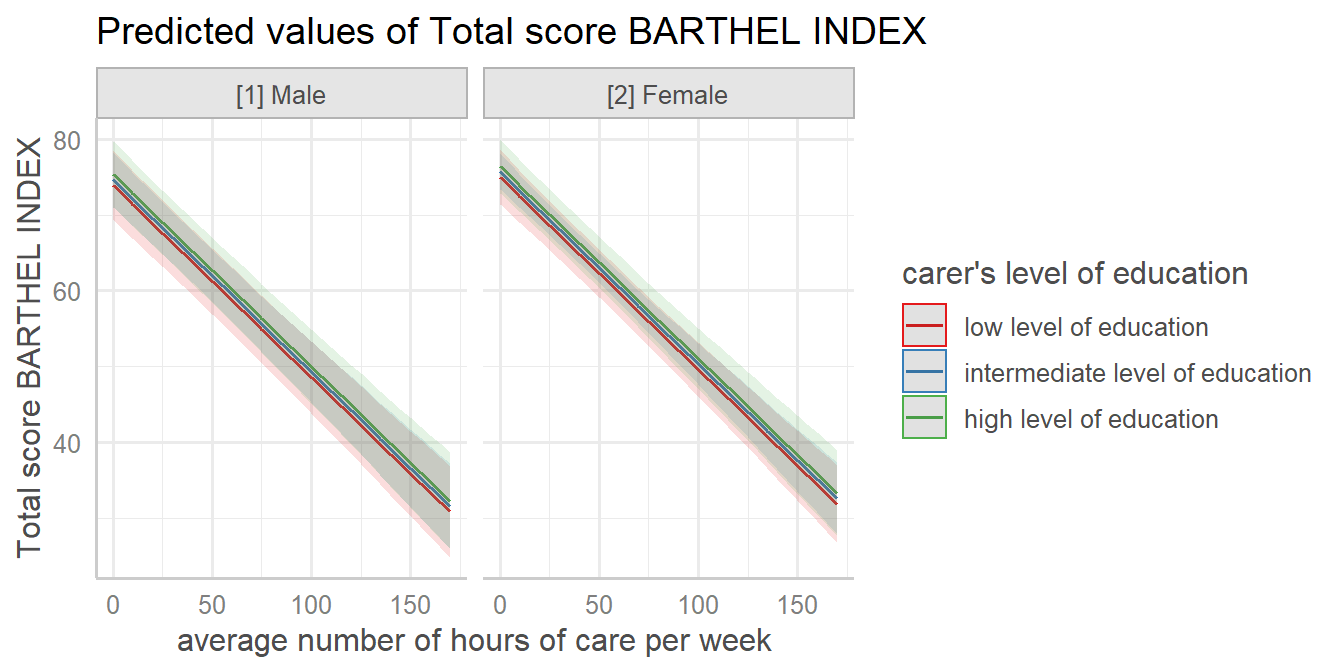 Predicted values of Total score BARTHEL INDEX
[1] Male
[2] Female
Total score BARTHEL INDEX
80
60
40
0 50 100 150
0 50 100 150
average number of hours of care per week
carer's level of education
low level of education
intermediate level of education
high level of education